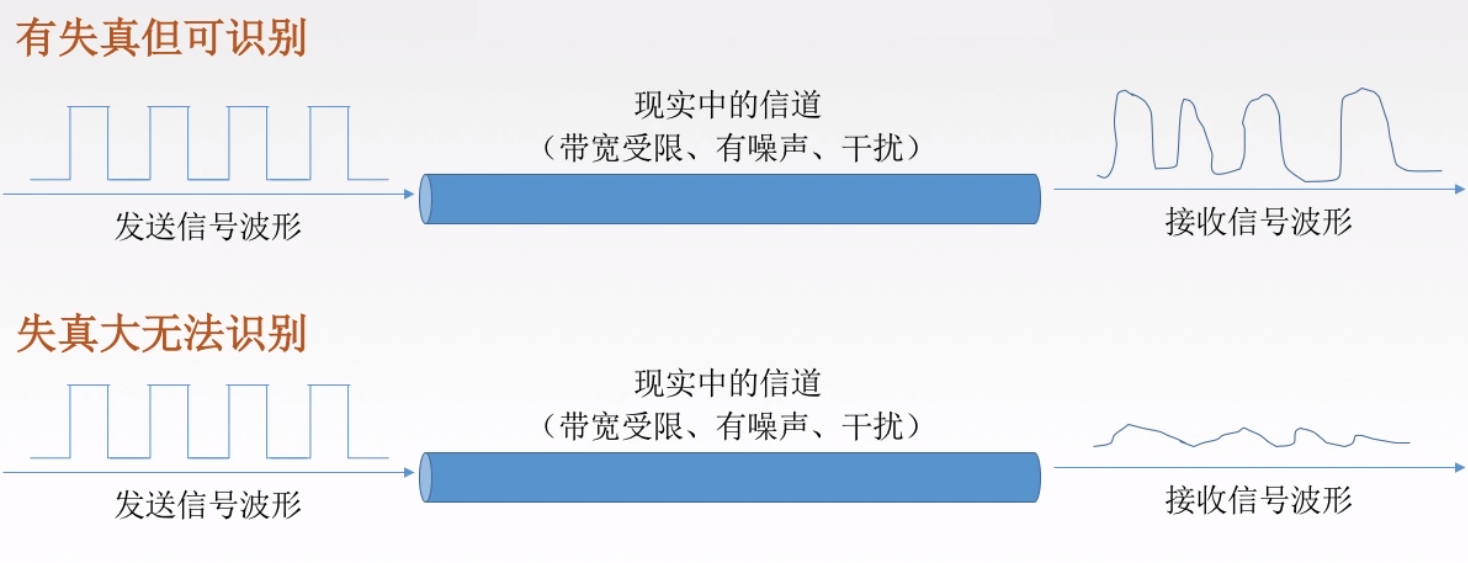 有失真但可识别
现实中的信道
（带宽受限、有噪声、干扰）
发送信号波形
接收信号波形
失真大无法识别
现实中的信道
（带宽受限、有噪声、干扰）
发送信号波形
接收信号波形